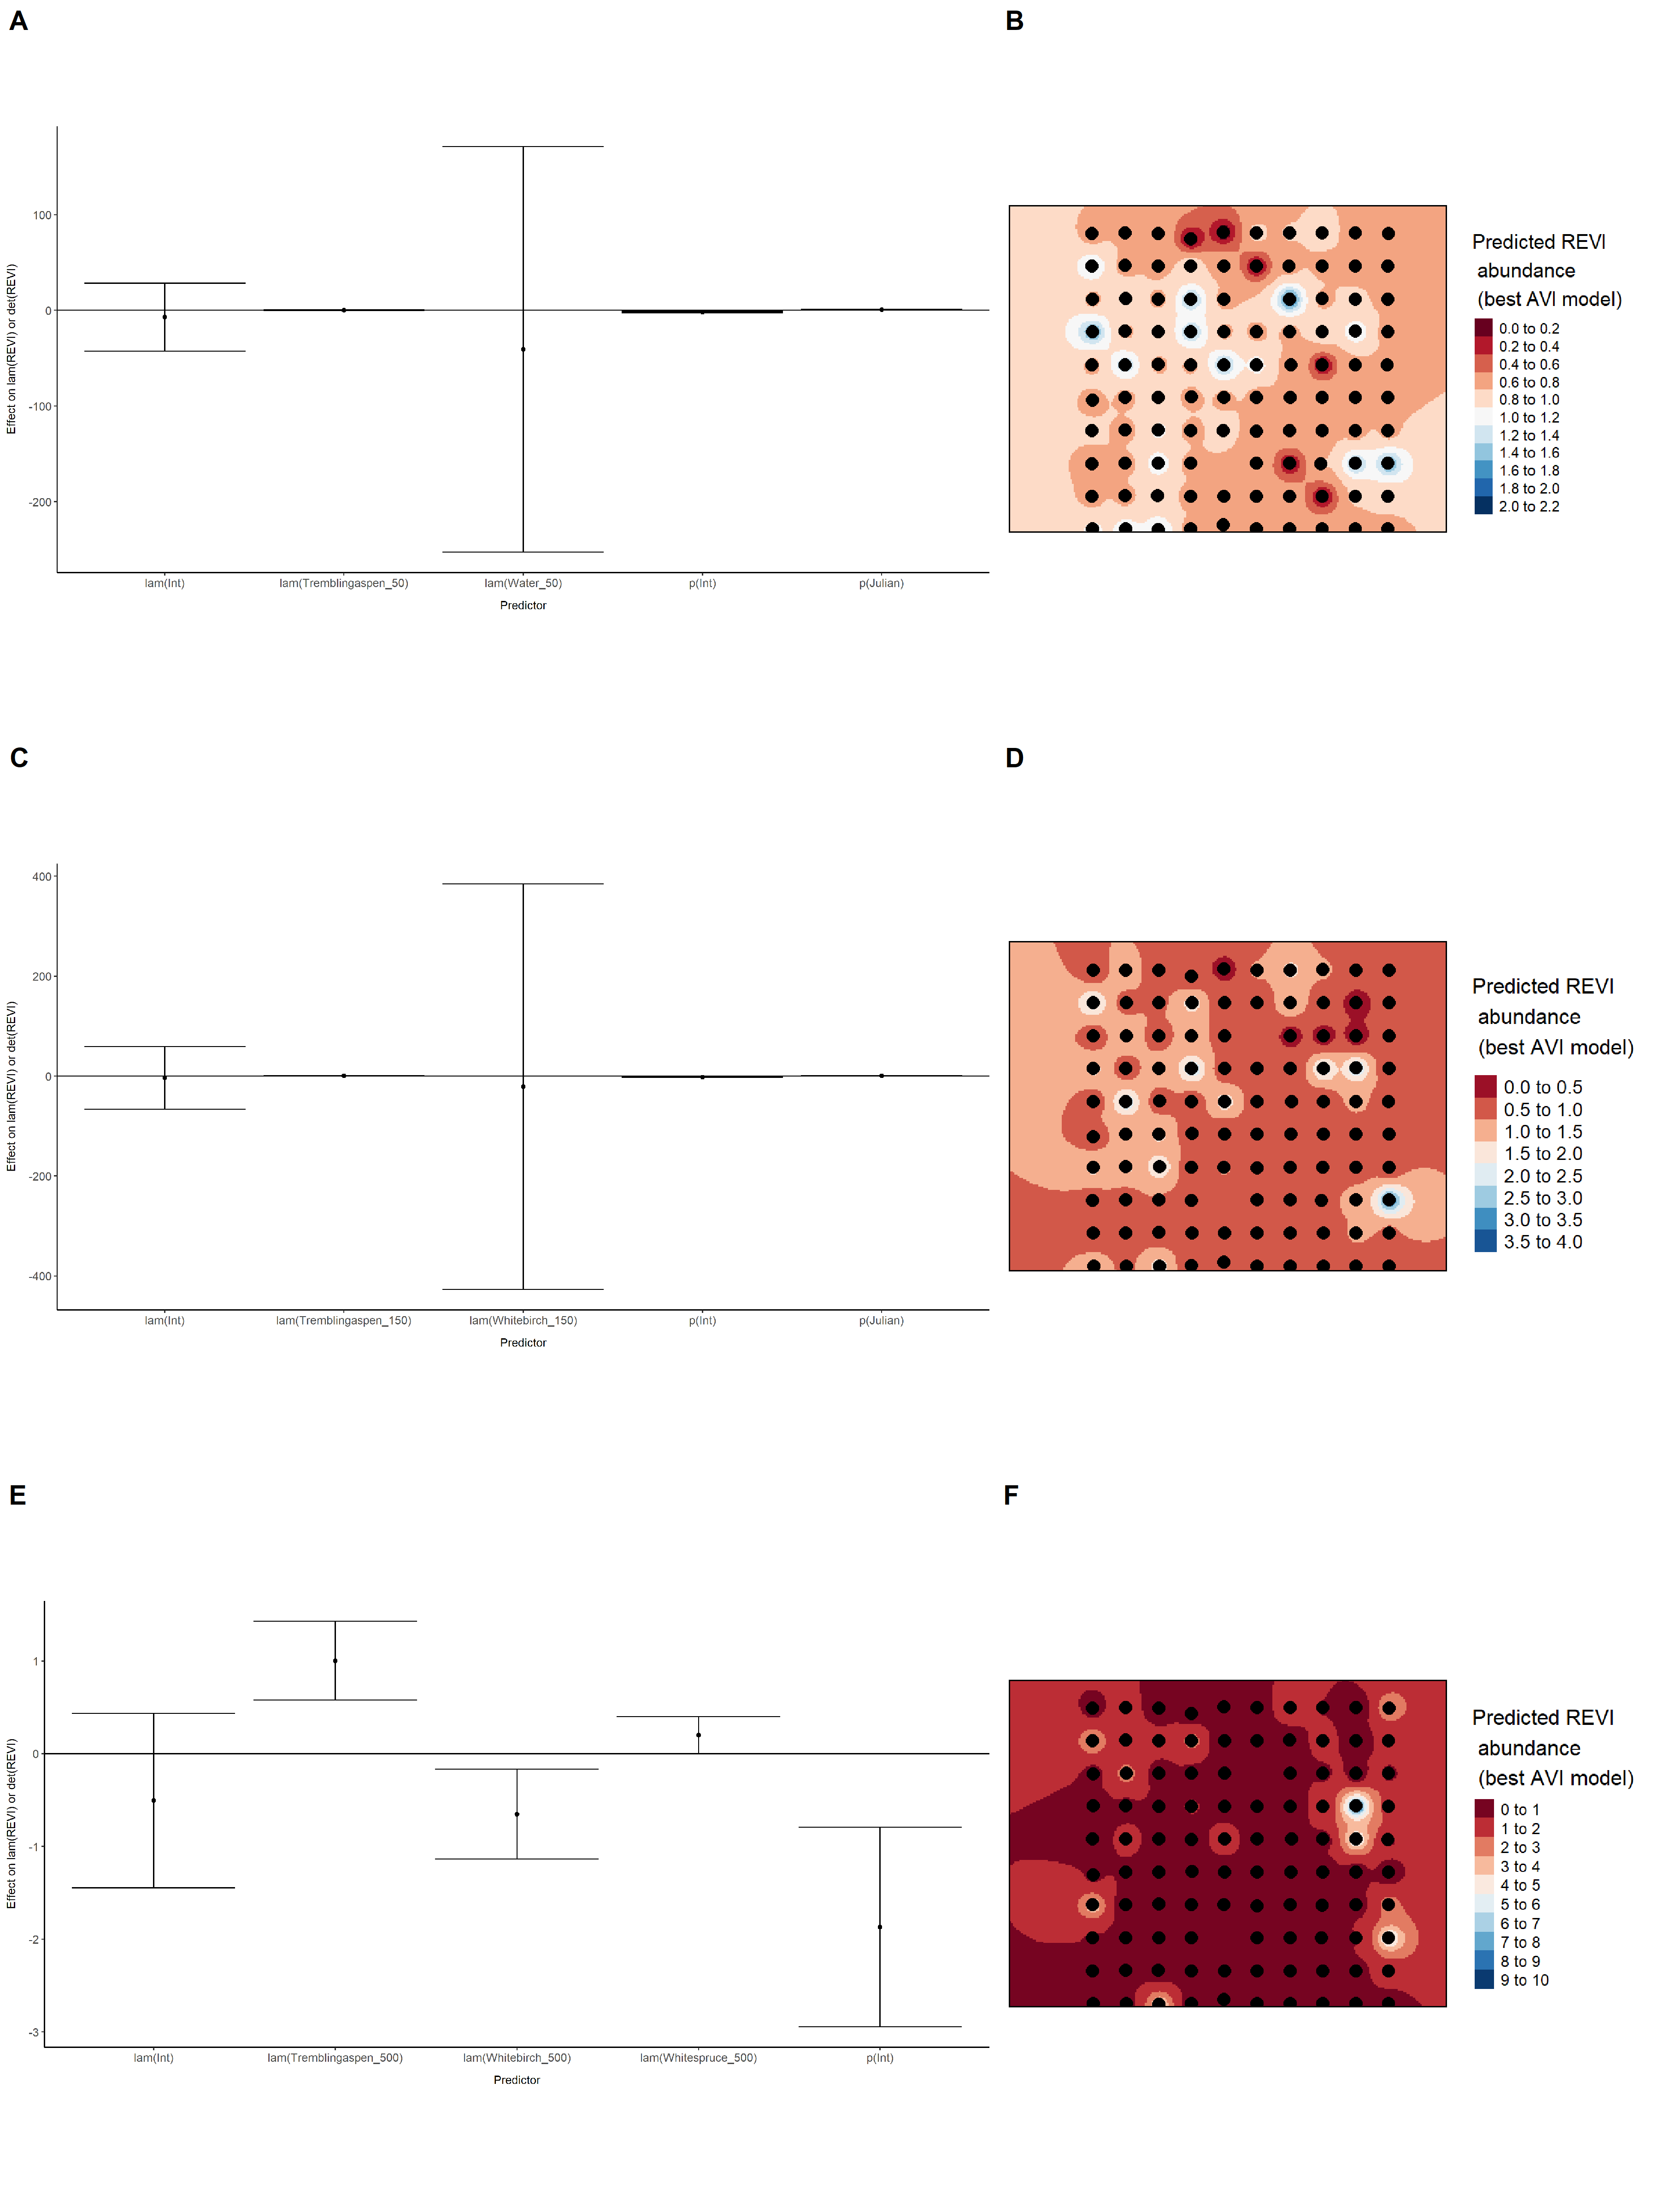 A
Effect on lam(REVI) or det(REVI)
100
0
-100
-200
lam(Int)
lam(Tremblingaspen_50)
lam(Water_50)
p(Int)
p(Julian)
Predictor
B
Predicted REVI
abundance
(best AVI model)
0.0 to 0.2
0.2 to 0.4
0.4 to 0.6
0.6 to 0.8
0.8 to 1.0
1.0 to 1.2
1.2 to 1.4
1.4 to 1.6
1.6 to 1.8
1.8 to 2.0
2.0 to 2.2
C
Effect on lam(REVI) or det(REVI)
400
200
0
-200
-400
lam(Int)
lam(Tremblingaspen_150)
lam(Whitebirch_150)
p(Int)
p(Julian)
Predictor
D
Predicted REVI
abundance
(best AVI model)
0.0 to 0.5
0.5 to 1.0
1.0 to 1.5
1.5 to 2.0
2.0 to 2.5
2.5 to 3.0
3.0 to 3.5
3.5 to 4.0
E
Effect on lam(REVI) or det(REVI)
1
0
-1
-2
-3
lam(Int)
lam(Tremblingaspen_500)
lam(Whitebirch_500)
lam(Whitespruce_500)
p(Int)
Predictor
F
Predicted REVI
abundance
(best AVI model)
0 to 1
1 to 2
2 to 3
3 to 4
4 to 5
5 to 6
6 to 7
7 to 8
8 to 9
9 to 10